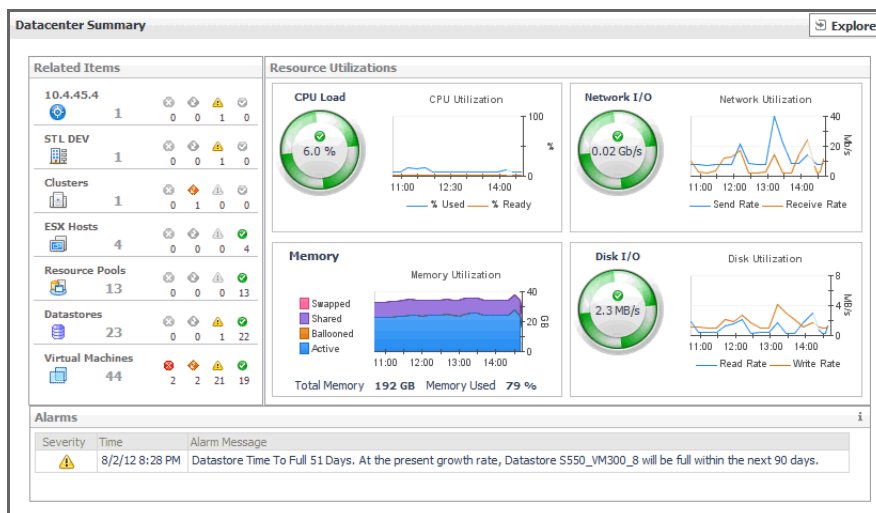 Datacenter Summary
Explore
Related Items
10.4.45.4
1
0 0 1 0
STL DEV
1
0 0 1 0
Clusters
1
0 1 0 0
ESX Hosts
4
0 0 0 4
Resource Pools
13
0 0 0 13
Datastores
23
0 0 1 22
Virtual Machines
44
2 2 21 19
Resource Utilizations
CPU Load
6.0 %
CPU Utilization
100
%
0
11:00 12:30 14:00
% Used % Ready
Network I/O
0.02 Gb/s
Network Utilization
40
20
0
Mb/s
11:00 12:00 13:00 14:00
Send Rate Receive Rate
Memory
Memory Utilization
Swapped
Shared
Ballooned
Active
40
20
0
GB
11:00 12:00 13:00 14:00
Total Memory 192 GB Memory Used 79 %
Disk I/O
2.3 MB/s
Disk Utilization
8
4
0
MB/s
11:00 12:00 13:00 14:00
Read Rate Write Rate
Alarms
i
Severity Time Alarm Message
8/2/12 8:28 PM Datastore Time To Full 51 Days. At the present growth rate, Datastore S550_VM300_8 will be full within the next 90 days.